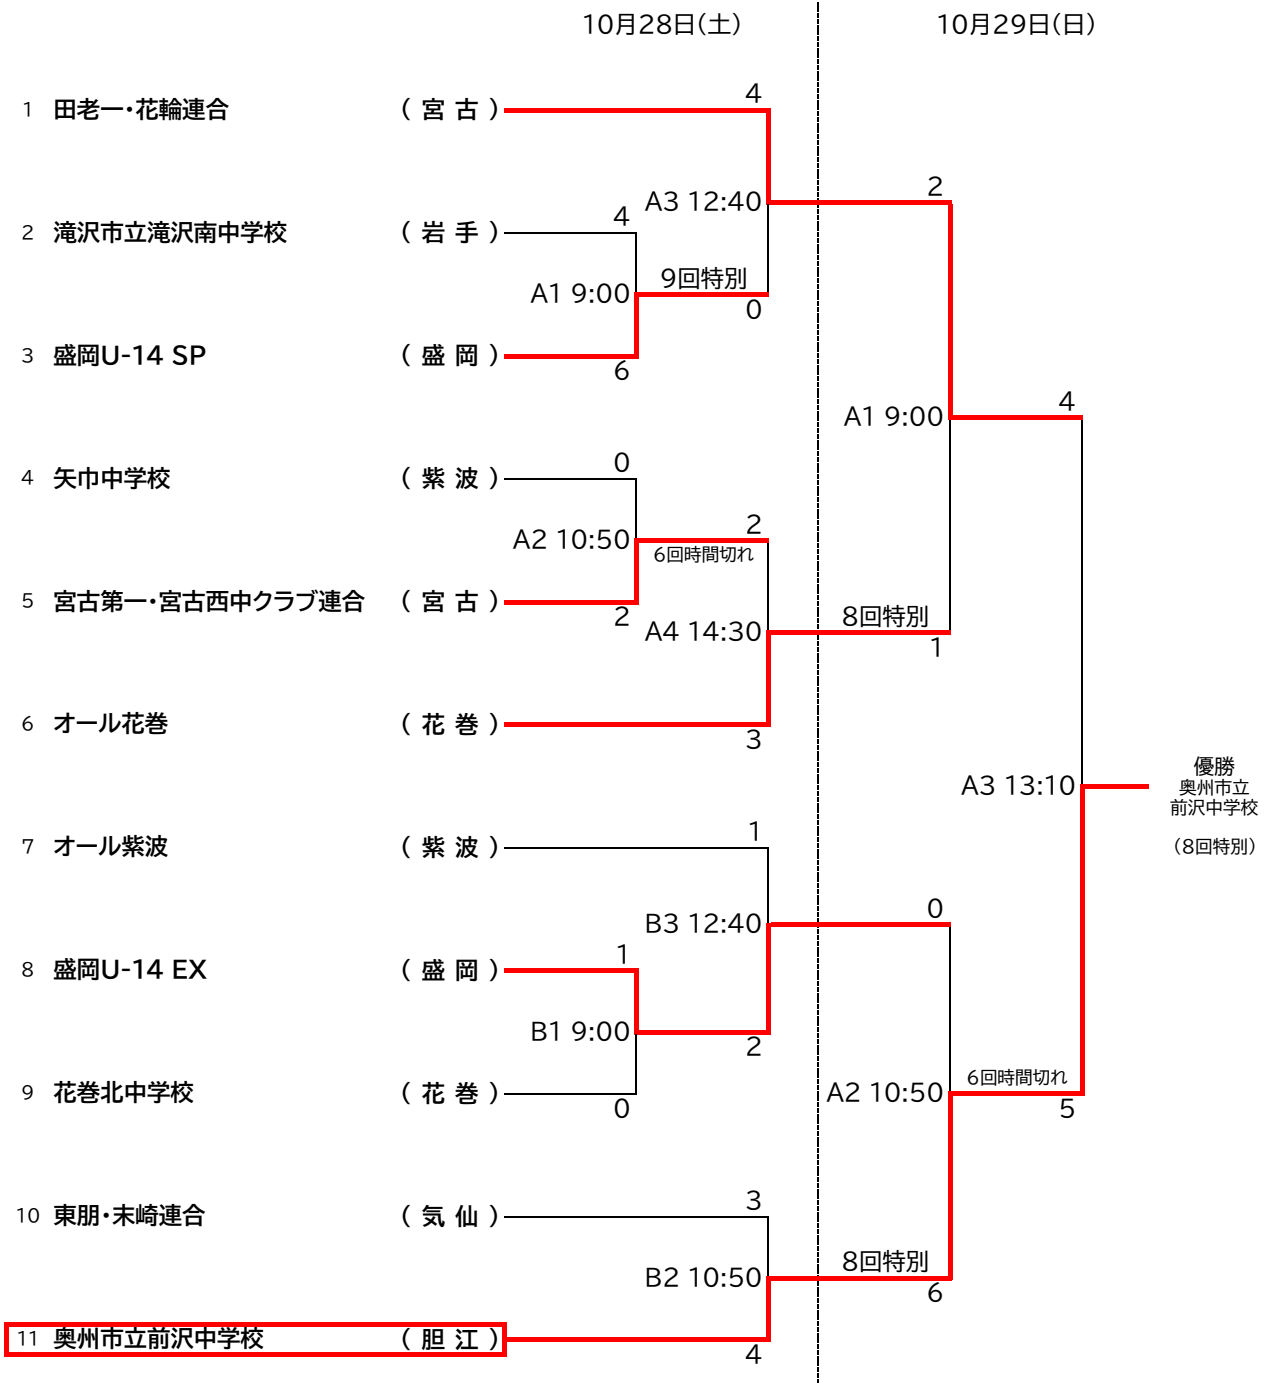 10月28日(土)
10月29日(日)
4
1 田老一・花輪連合 ( 宮 古 )
2
A3 12:40
4
2 滝沢市立滝沢南中学校 ( 岩 手 )
9回特別
A1 9:00
0
3 盛岡U-14 SP ( 盛 岡 )
6
4
A1 9:00
0
4 矢巾中学校 ( 紫 波 )
2
A2 10:50
6回時間切れ
5 宮古第一・宮古西中クラブ連合 ( 宮 古 )
2
8回特別
A4 14:30
1
6 オール花巻 ( 花 巻 )
3
優勝
A3 13:10
奥州市立
前沢中学校
1
7 オール紫波 ( 紫 波 )
(8回特別)
0
B3 12:40
1
8 盛岡U-14 EX ( 盛 岡 )
B1 9:00
2
6回時間切れ
9 花巻北中学校 ( 花 巻 )
A2 10:50
0
5
3
10 東朋・末崎連合 ( 気 仙 )
8回特別
B2 10:50
6
11 奥州市立前沢中学校 ( 胆 江 )
4